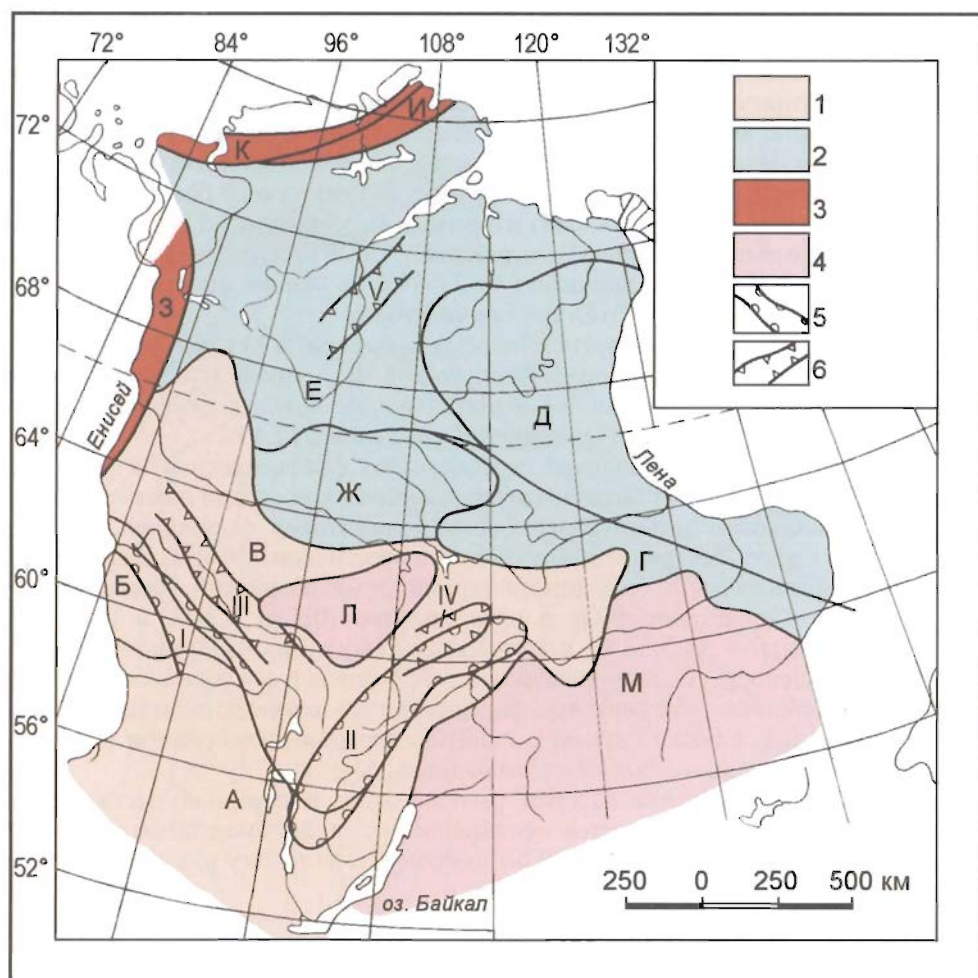 72° 84° 96° 108° 120° 132°
72°
68°
64°
60°
56°
52°
1
2
3
4
5
6
К
И
З
V
Е
Д
Енисей
Лена
Ж
В
Г
Б
III
Л
IV
I
М
II
А
250 0 250 500 км
оз. Байкал